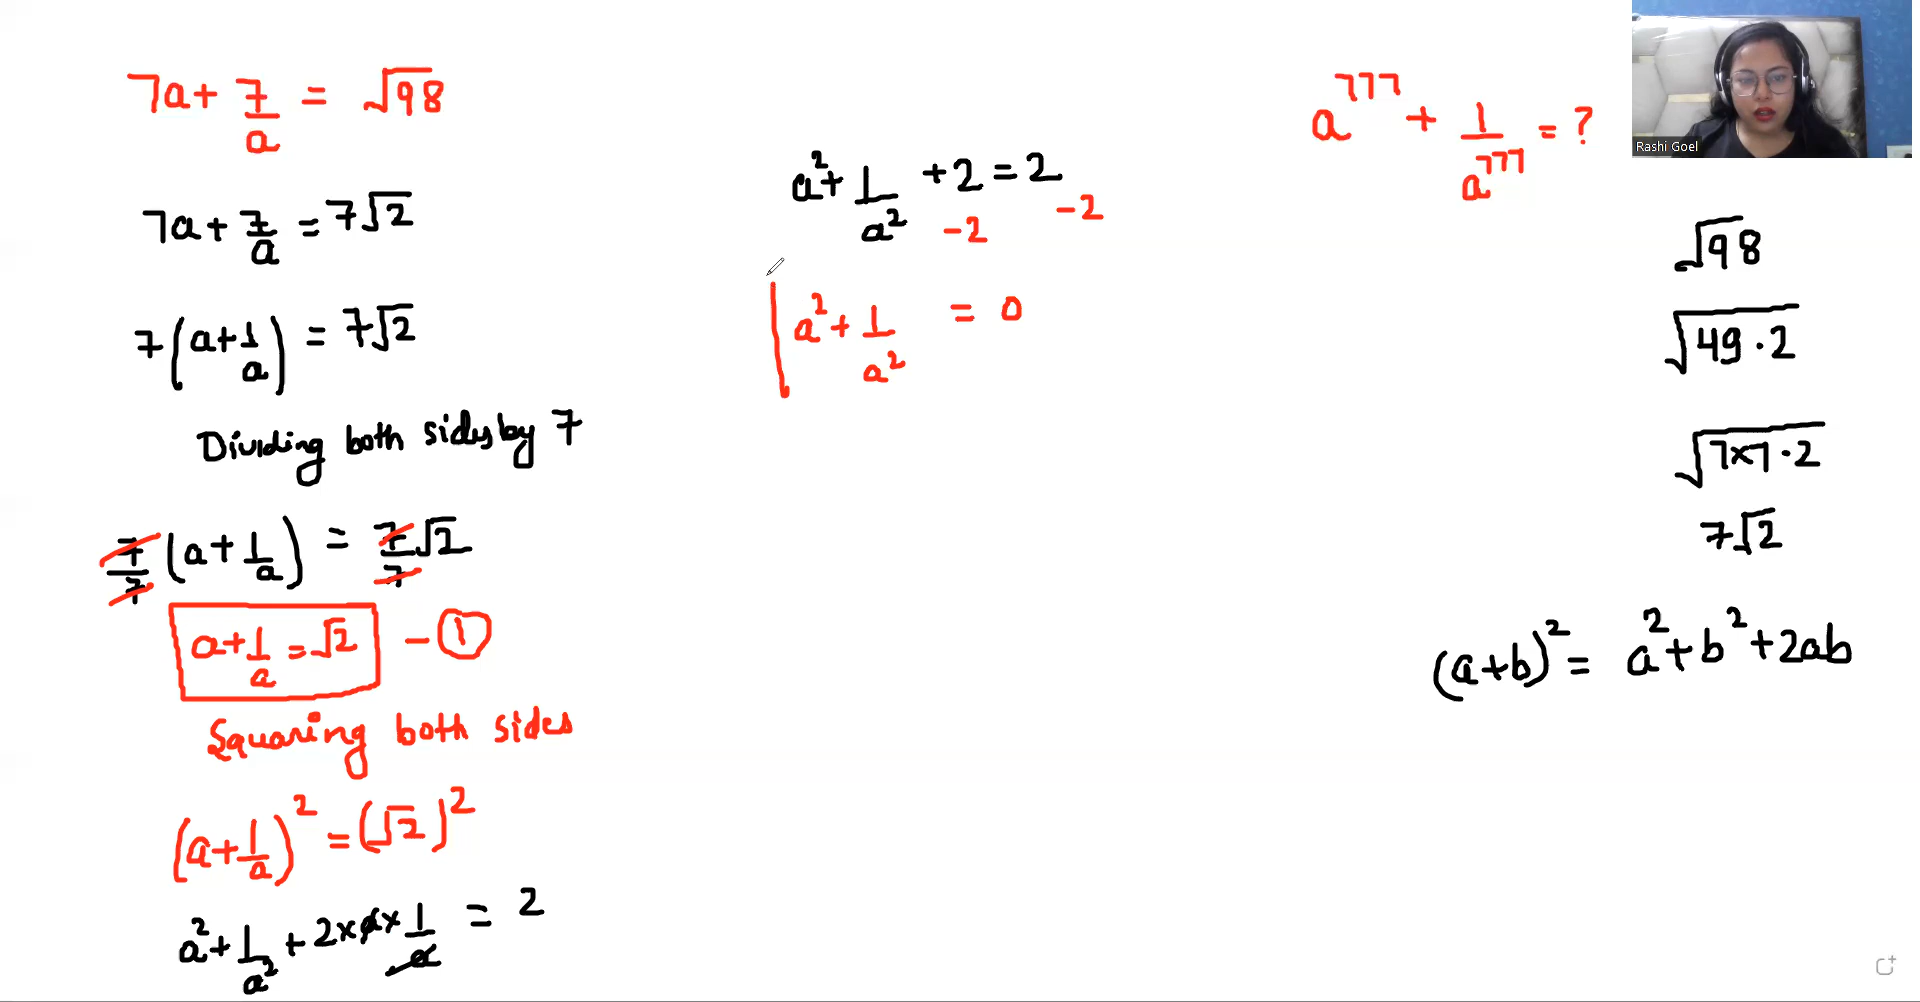 7a + 7/a = √98
7a + 7/a = 7√2
7(a + 1/a) = 7√2
Dividing both sides by 7
7/7 (a + 1/a) = 7/7 √2
a + 1/a = √2 — ①
Squaring both sides
(a + 1/a)² = (√2)²
a² + 1/a² + 2 × a × 1/a = 2
a² + 1/a² + 2 = 2
-2 -2
a² + 1/a² = 0
a⁷⁷⁷ + 1/a⁷⁷⁷ = ?
Rashi Goel
√98
√49 · 2
√7×7 · 2
7√2
(a+b)² = a² + b² + 2ab